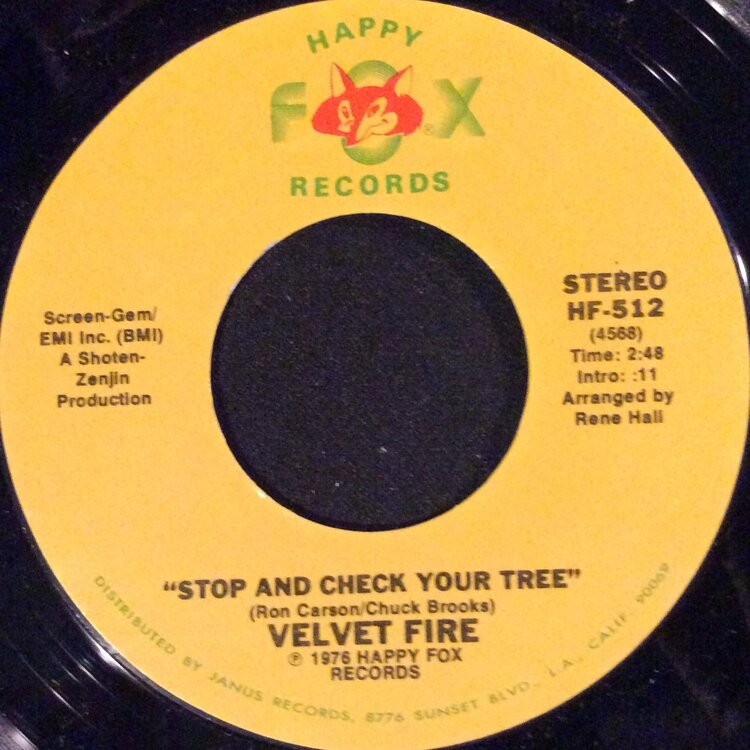 HAPPY
FOX
®
RECORDS
Screen-Gem/
EMI Inc. (BMI)
A Shoten-
Zenjin
Production
STEREO
HF-512
(4568)
Time: 2:48
Intro: :11
Arranged by
Rene Hall
"STOP AND CHECK YOUR TREE"
(Ron Carson/Chuck Brooks)
VELVET FIRE
℗ 1976 HAPPY FOX
RECORDS
DISTRIBUTED BY JANUS RECORDS, 8776 SUNSET BLVD., L.A., CALIF. 90069